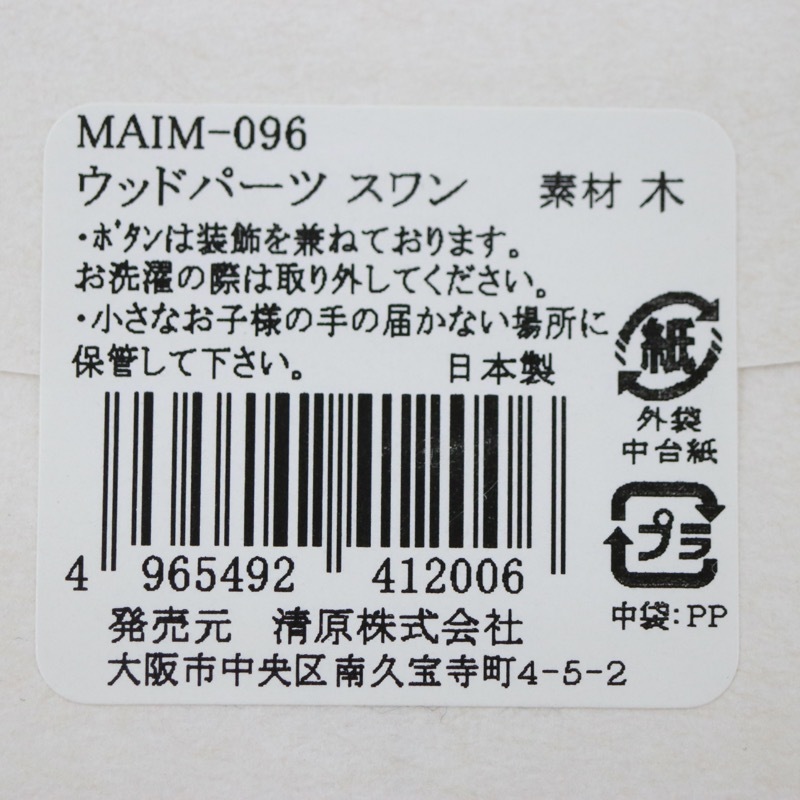 MAIM-096
ウッドパーツ スワン 素材 木
・ボタンは装飾を兼ねております。
お洗濯の際は取り外してください。
・小さなお子様の手の届かない場所に
保管して下さい。 日本製
紙
外袋
中台紙
プラ
中袋:PP
4 965492 412006
発売元 清原株式会社
大阪市中央区南久宝寺町4-5-2